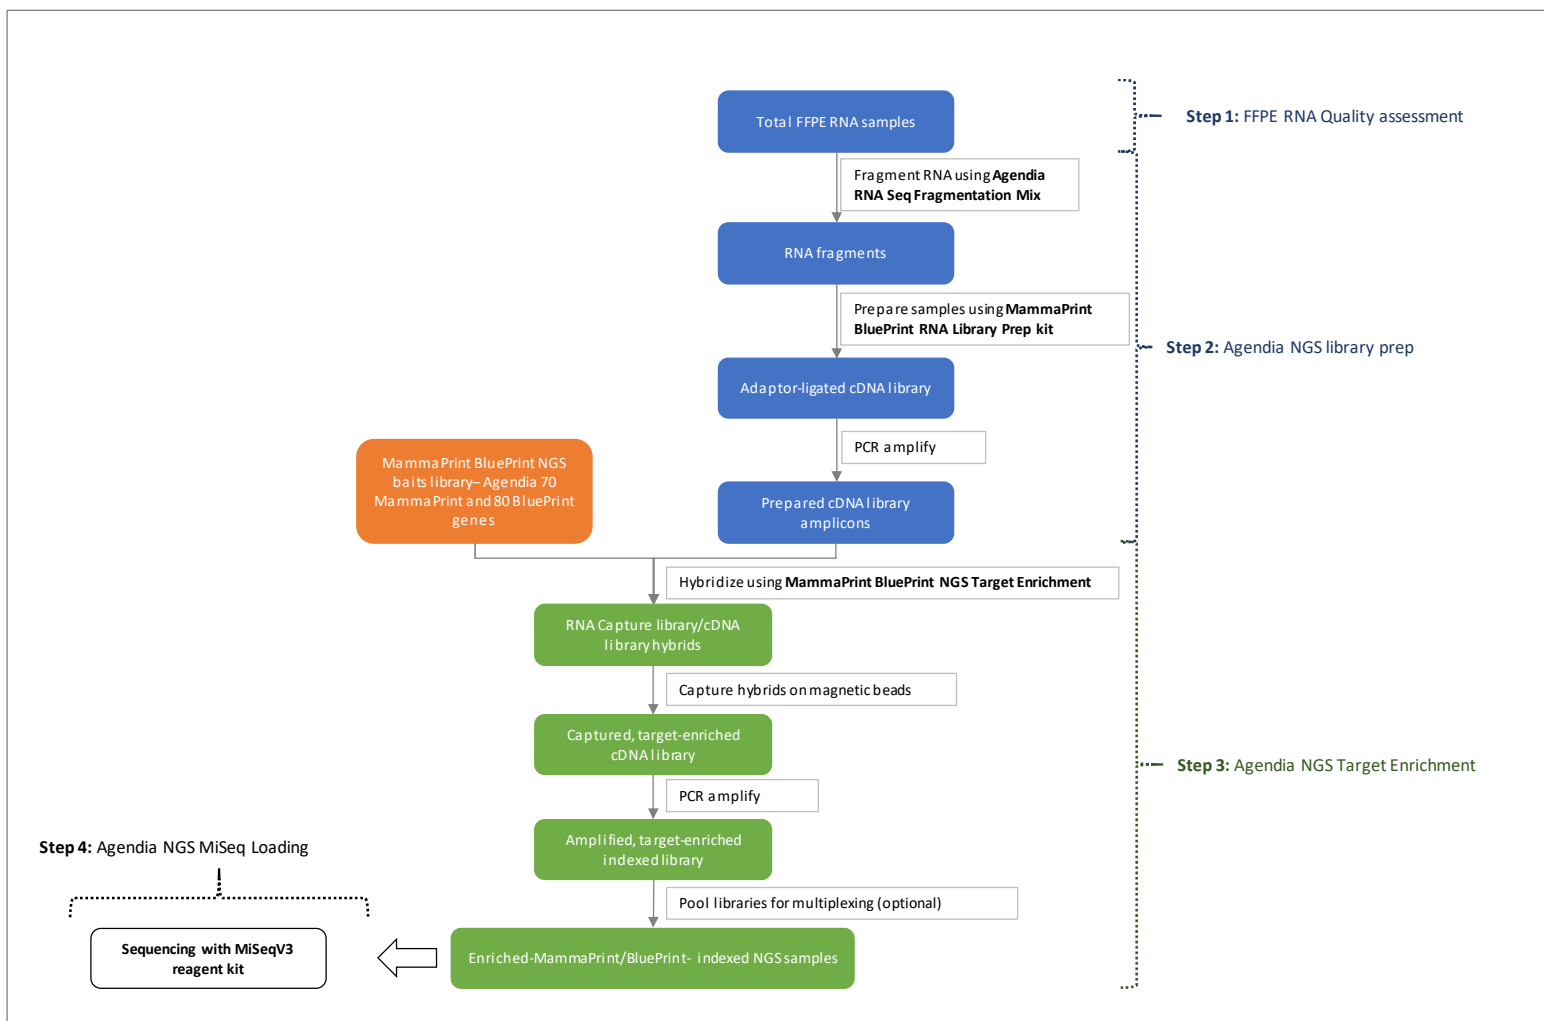 Total FFPE RNA samples
Step 1: FFPE RNA Quality assessment
Fragment RNA using Agendia
RNA Seq Fragmentation Mix
RNA fragments
Prepare samples using MammaPrint
BluePrint RNA Library Prep kit
Step 2: Agendia NGS library prep
Adaptor-ligated cDNA library
PCR amplify
MammaPrint BluePrint NGS
baits library– Agendia 70
MammaPrint and 80 BluePrint
genes
Prepared cDNA library
amplicons
Hybridize using MammaPrint BluePrint NGS Target Enrichment
RNA Capture library/cDNA
library hybrids
Capture hybrids on magnetic beads
Captured, target-enriched
cDNA library
Step 3: Agendia NGS Target Enrichment
PCR amplify
Amplified, target-enriched
indexed library
Step 4: Agendia NGS MiSeq Loading
Pool libraries for multiplexing (optional)
Sequencing with MiSeqV3
reagent kit
Enriched-MammaPrint/BluePrint- indexed NGS samples